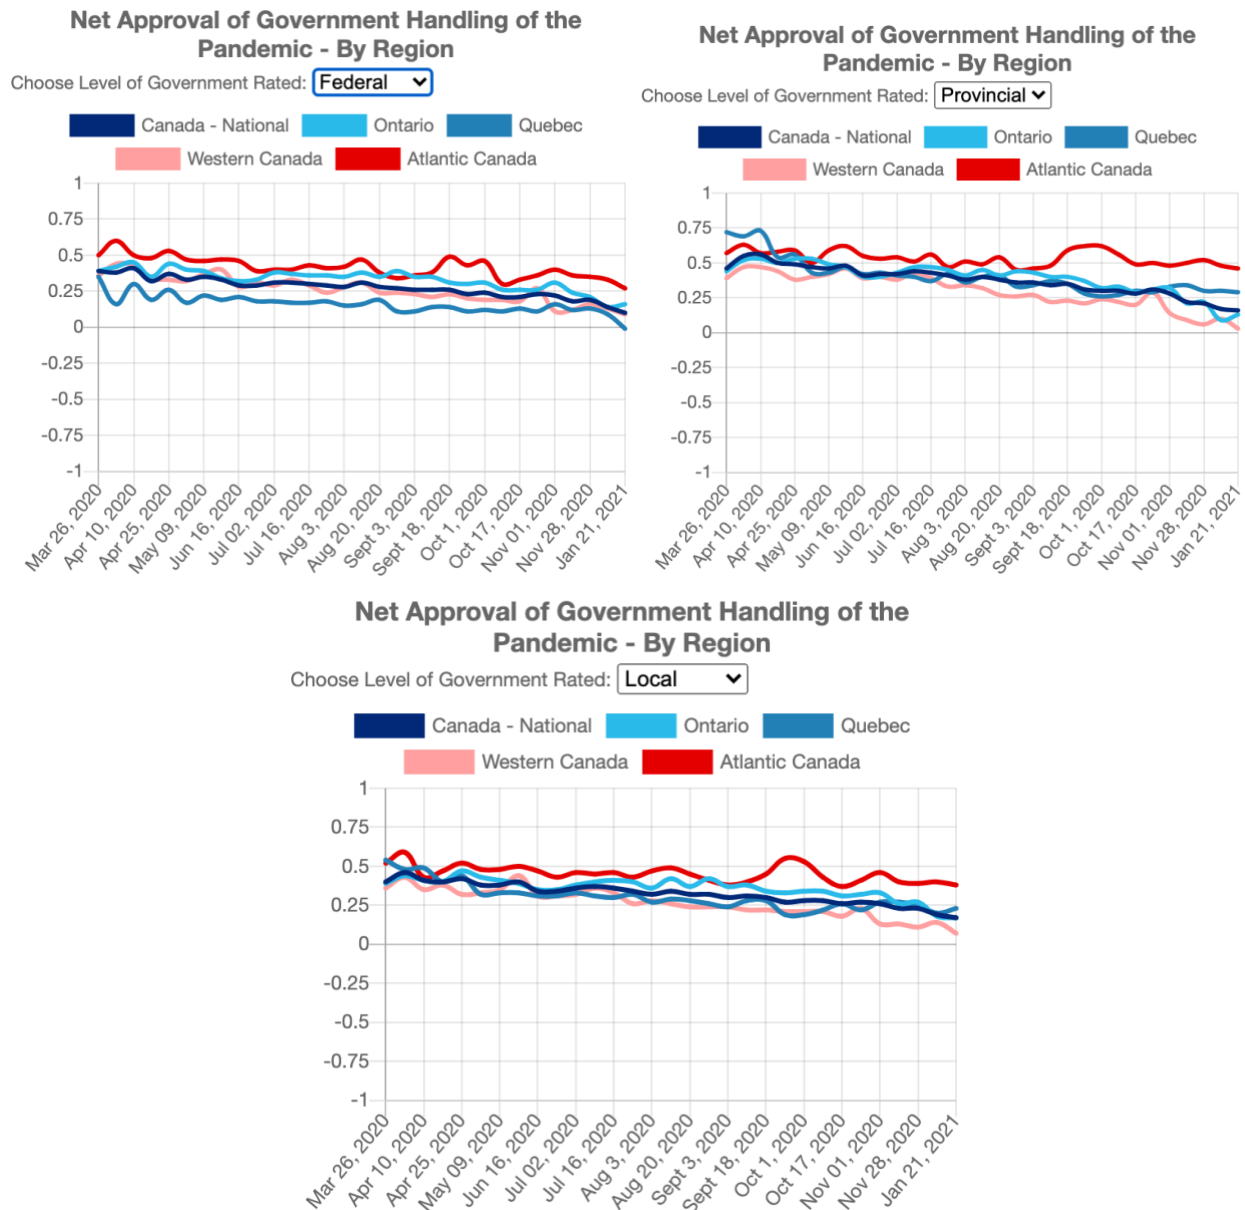 Net Approval of Government Handling of the
Pandemic - By Region
Choose Level of Government Rated: Federal
Canada - National Ontario Quebec
Western Canada Atlantic Canada
1
0.75
0.5
0.25
0
-0.25
-0.5
-0.75
-1
Mar 26, 2020
Apr 10, 2020
Apr 25, 2020
May 09, 2020
Jun 16, 2020
Jul 02, 2020
Jul 16, 2020
Aug 3, 2020
Aug 20, 2020
Sept 3, 2020
Sept 18, 2020
Oct 1, 2020
Oct 17, 2020
Nov 01, 2020
Nov 28, 2020
Jan 21, 2021
Net Approval of Government Handling of the
Pandemic - By Region
Choose Level of Government Rated: Provincial
Canada - National Ontario Quebec
Western Canada Atlantic Canada
1
0.75
0.5
0.25
0
-0.25
-0.5
-0.75
-1
Mar 26, 2020
Apr 10, 2020
Apr 25, 2020
May 09, 2020
Jun 16, 2020
Jul 02, 2020
Jul 16, 2020
Aug 3, 2020
Aug 20, 2020
Sept 3, 2020
Sept 18, 2020
Oct 1, 2020
Oct 17, 2020
Nov 01, 2020
Nov 28, 2020
Jan 21, 2021
Net Approval of Government Handling of the
Pandemic - By Region
Choose Level of Government Rated: Local
Canada - National Ontario Quebec
Western Canada Atlantic Canada
1
0.75
0.5
0.25
0
-0.25
-0.5
-0.75
-1
Mar 26, 2020
Apr 10, 2020
Apr 25, 2020
May 09, 2020
Jun 16, 2020
Jul 02, 2020
Jul 16, 2020
Aug 3, 2020
Aug 20, 2020
Sept 3, 2020
Sept 18, 2020
Oct 1, 2020
Oct 17, 2020
Nov 01, 2020
Nov 28, 2020
Jan 21, 2021